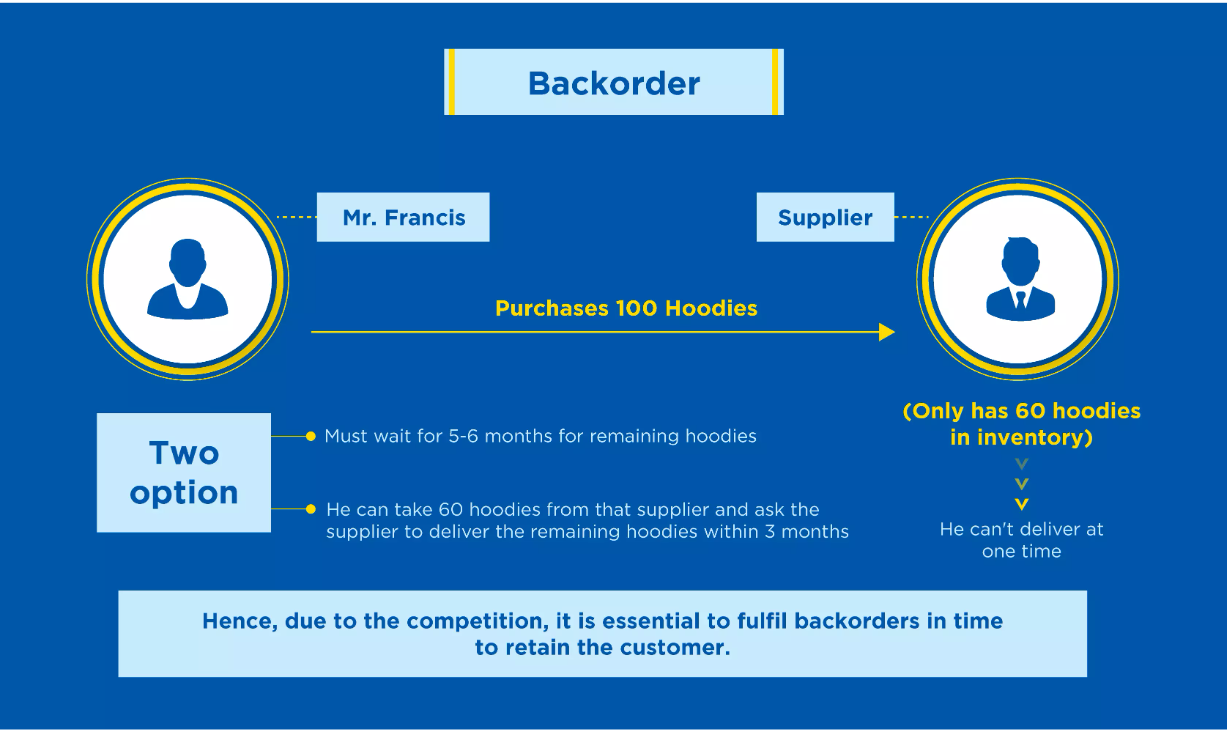 Backorder
Mr. Francis
Supplier
Purchases 100 Hoodies
(Only has 60 hoodies
in inventory)
He can't deliver at
one time
Two
option
Must wait for 5-6 months for remaining hoodies
He can take 60 hoodies from that supplier and ask the
supplier to deliver the remaining hoodies within 3 months
Hence, due to the competition, it is essential to fulfil backorders in time
to retain the customer.